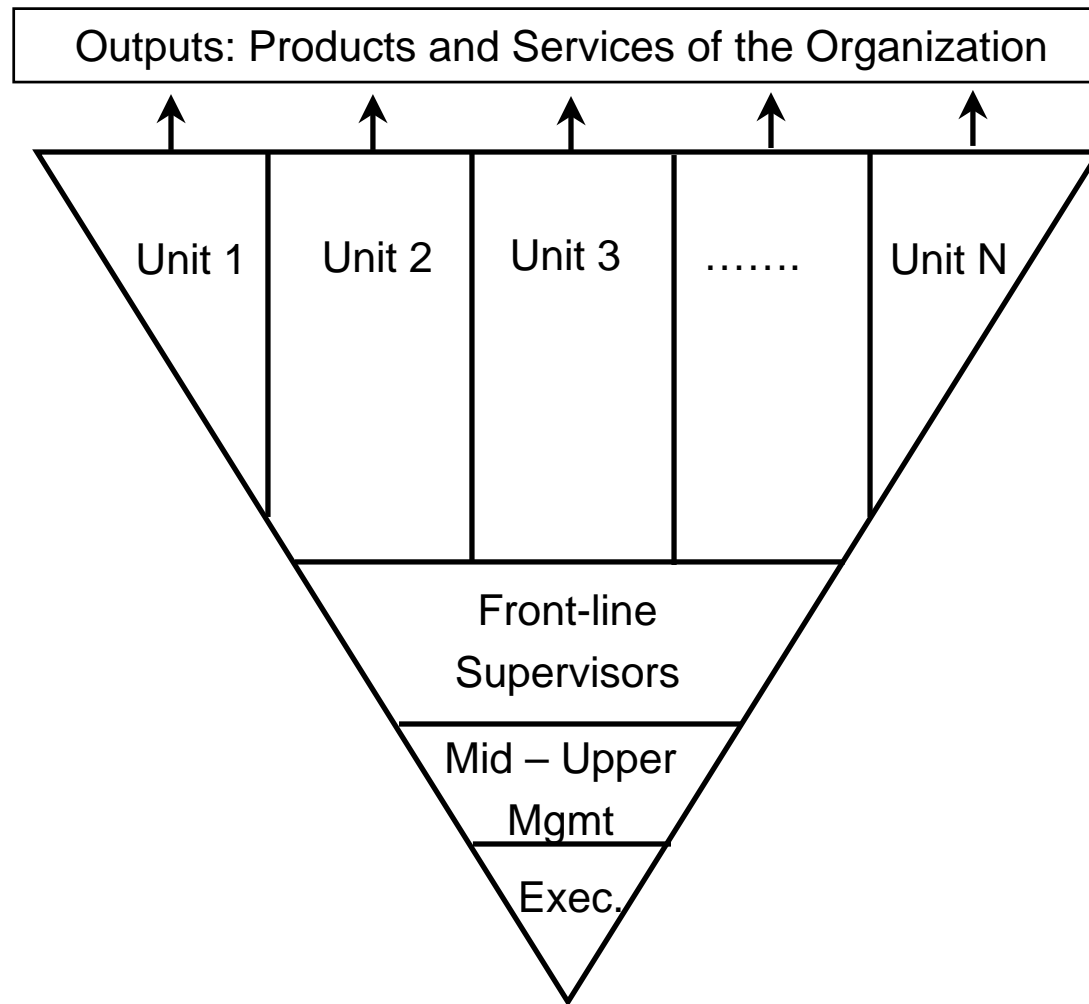 Outputs: Products and Services of the Organization
Unit 1
Unit 2
Unit 3
.......
Unit N
Front-line
Supervisors
Mid – Upper
Mgmt
Exec.